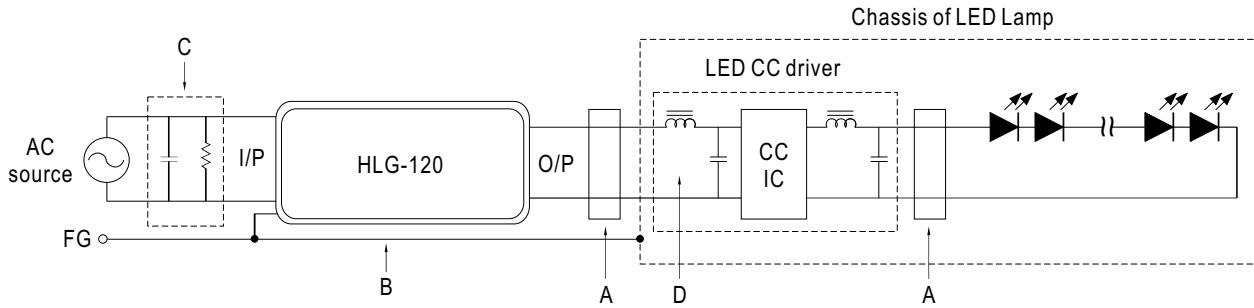 Chassis of LED Lamp
C
LED CC driver
AC
source
I/P
HLG-120
O/P
CC
IC
FG
B
A
D
A